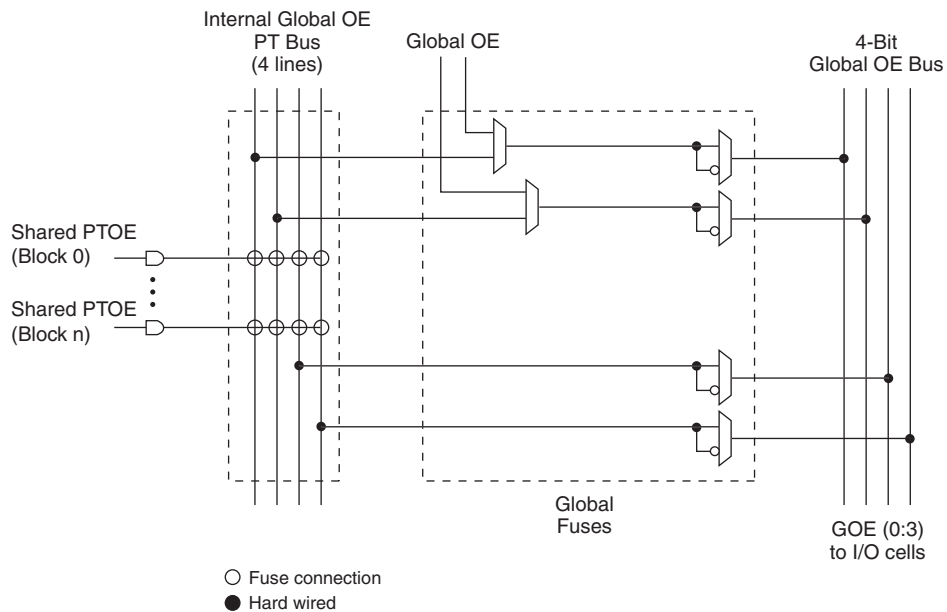 Internal Global OE
PT Bus
(4 lines)
Global OE
4-Bit
Global OE Bus
Shared PTOE
(Block 0)
Shared PTOE
(Block n)
Global
Fuses
GOE (0:3)
to I/O cells
Fuse connection
Hard wired